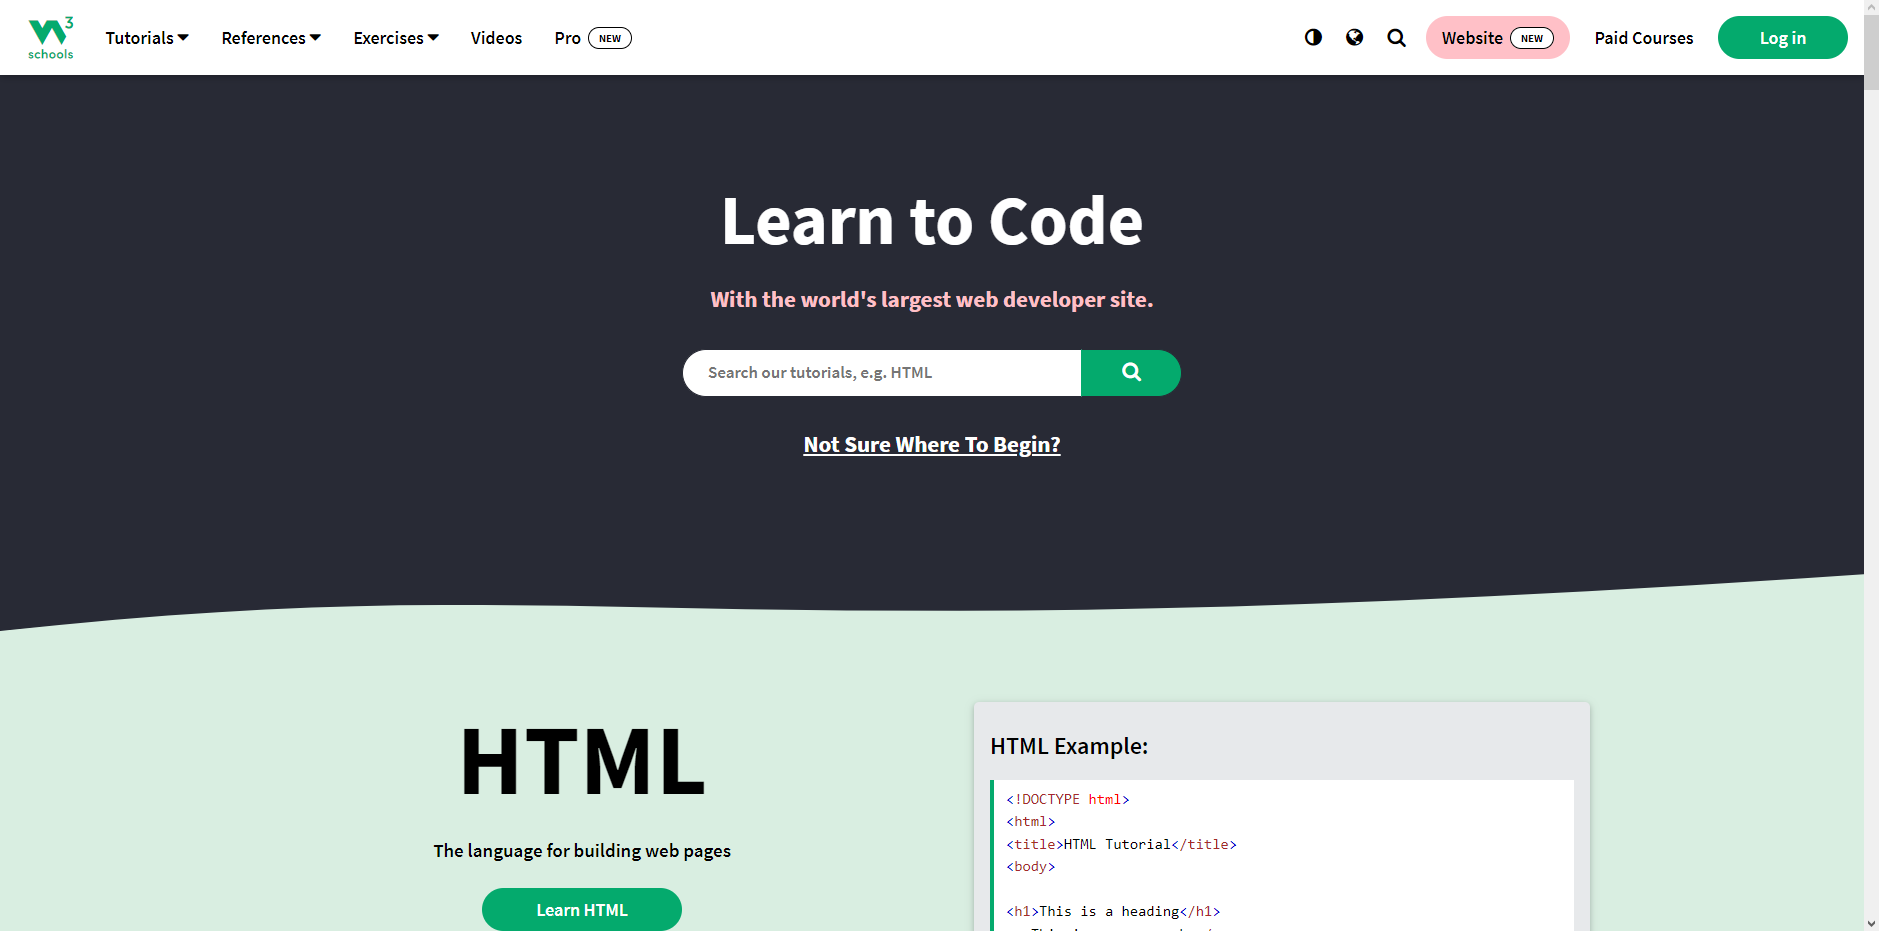 3
schools
Tutorials References Exercises Videos Pro NEW Website NEW Paid Courses Log in
Learn to Code
With the world's largest web developer site.
Search our tutorials, e.g. HTML
Not Sure Where To Begin?
HTML
The language for building web pages
Learn HTML
HTML Example:
<!DOCTYPE html>
<html>
<title>HTML Tutorial</title>
<body>
<h1>This is a heading</h1>